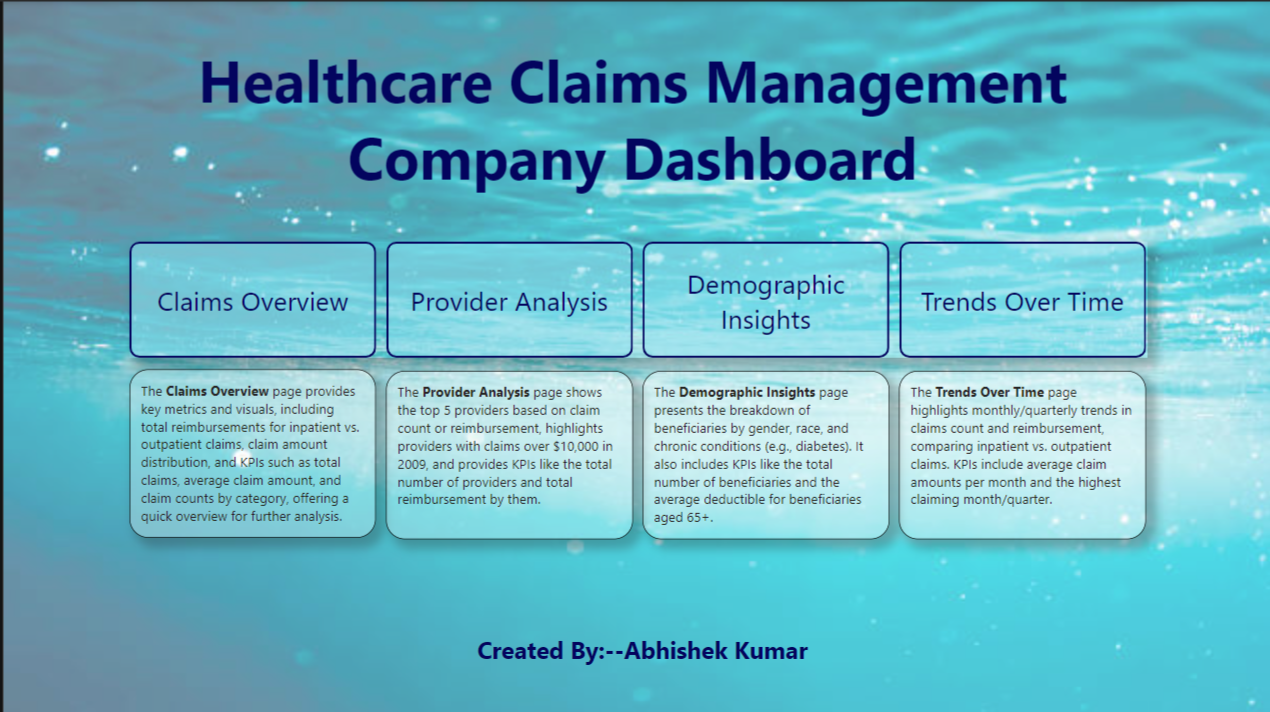 Healthcare Claims Management
Company Dashboard
Claims Overview
Provider Analysis
Demographic
Insights
Trends Over Time
The Claims Overview page provides
key metrics and visuals, including
total reimbursements for inpatient vs.
outpatient claims, claim amount
distribution, and KPIs such as total
claims, average claim amount, and
claim counts by category, offering a
quick overview for further analysis.
The Provider Analysis page shows
the top 5 providers based on claim
count or reimbursement, highlights
providers with claims over $10,000 in
2009, and provides KPIs like the total
number of providers and total
reimbursement by them.
The Demographic Insights page
presents the breakdown of
beneficiaries by gender, race, and
chronic conditions (e.g., diabetes). It
also includes KPIs like the total
number of beneficiaries and the
average deductible for beneficiaries
aged 65+.
The Trends Over Time page
highlights monthly/quarterly trends in
claims count and reimbursement,
comparing inpatient vs. outpatient
claims. KPIs include average claim
amounts per month and the highest
claiming month/quarter.
Created By:--Abhishek Kumar